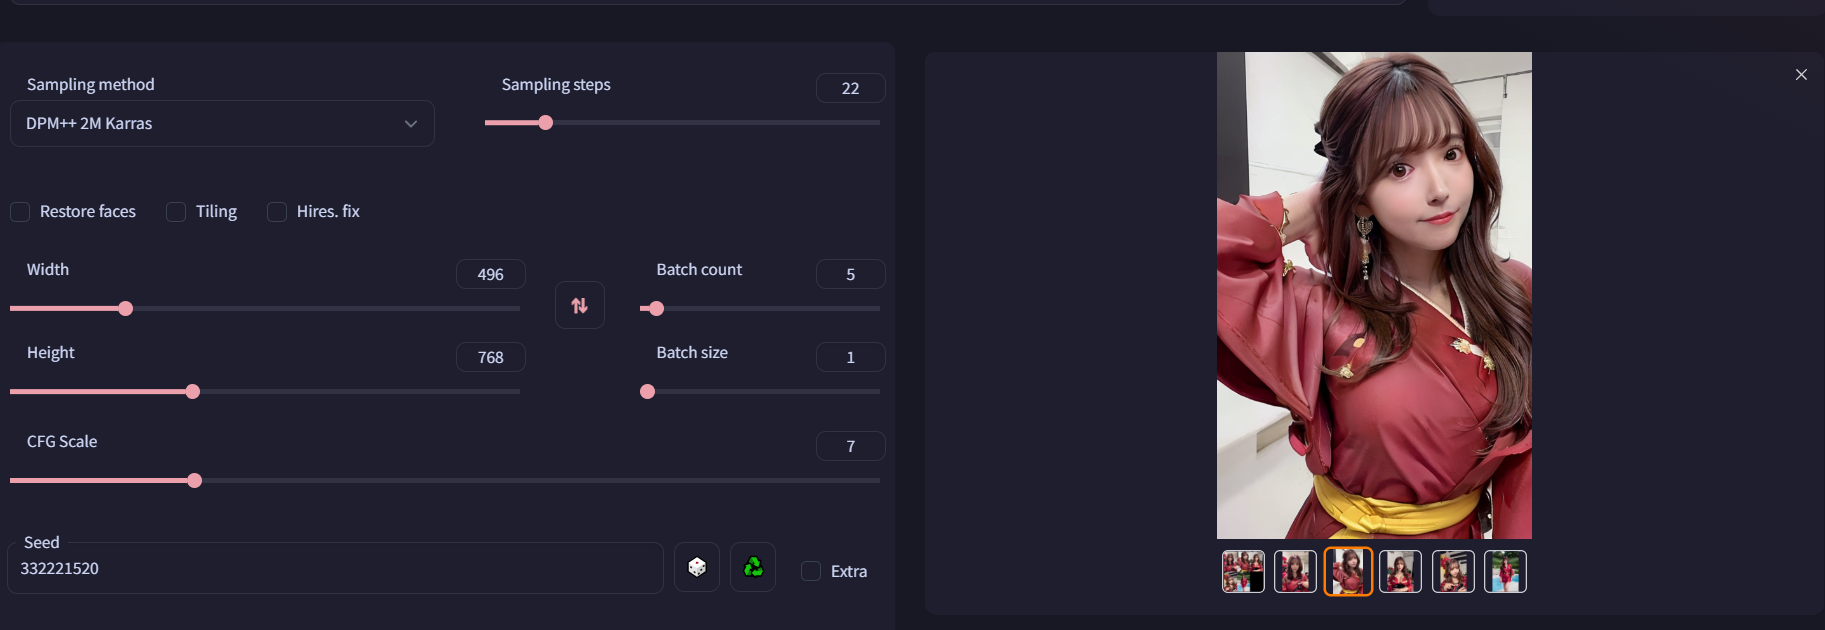 Sampling method
Sampling steps
22
DPM++ 2M Karras
Restore faces
Tiling
Hires. fix
Width
496
Batch count
5
Height
768
Batch size
1
CFG Scale
7
Seed
332221520
Extra